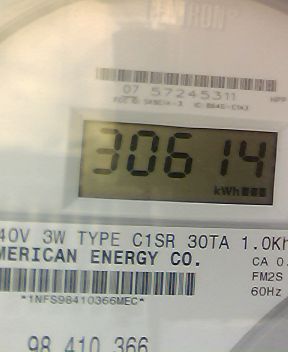 07 57245311
30614
kWh
40V 3W TYPE C1SR 30TA 1.0Kh
MERICAN ENERGY CO.
CA 0.
FM2S
*1NFS98410366MEC*
60Hz
98 410 366